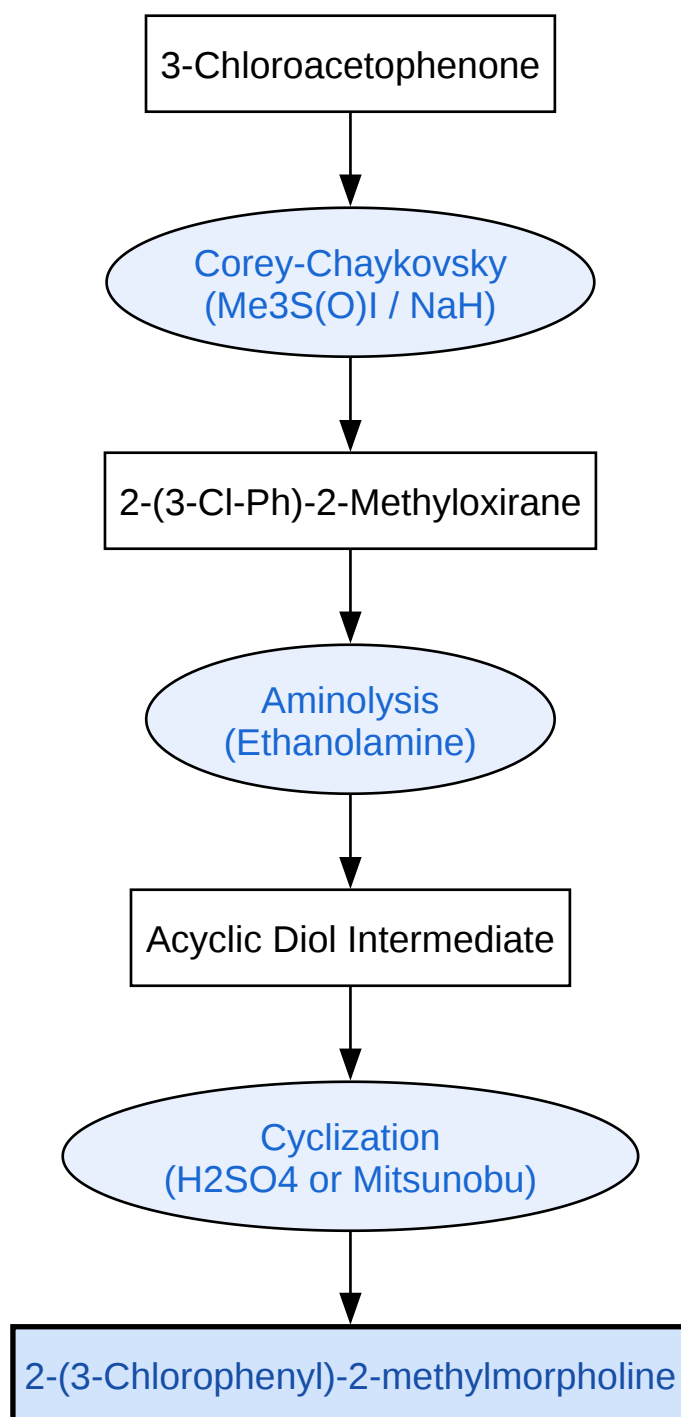 3-Chloroacetophenone
Corey-Chaykovsky
(Me3S(O)I / NaH)
2-(3-Cl-Ph)-2-Methyloxirane
Aminolysis
(Ethanolamine)
Acyclic Diol Intermediate
Cyclization
(H2SO4 or Mitsunobu)
2-(3-Chlorophenyl)-2-methylmorpholine